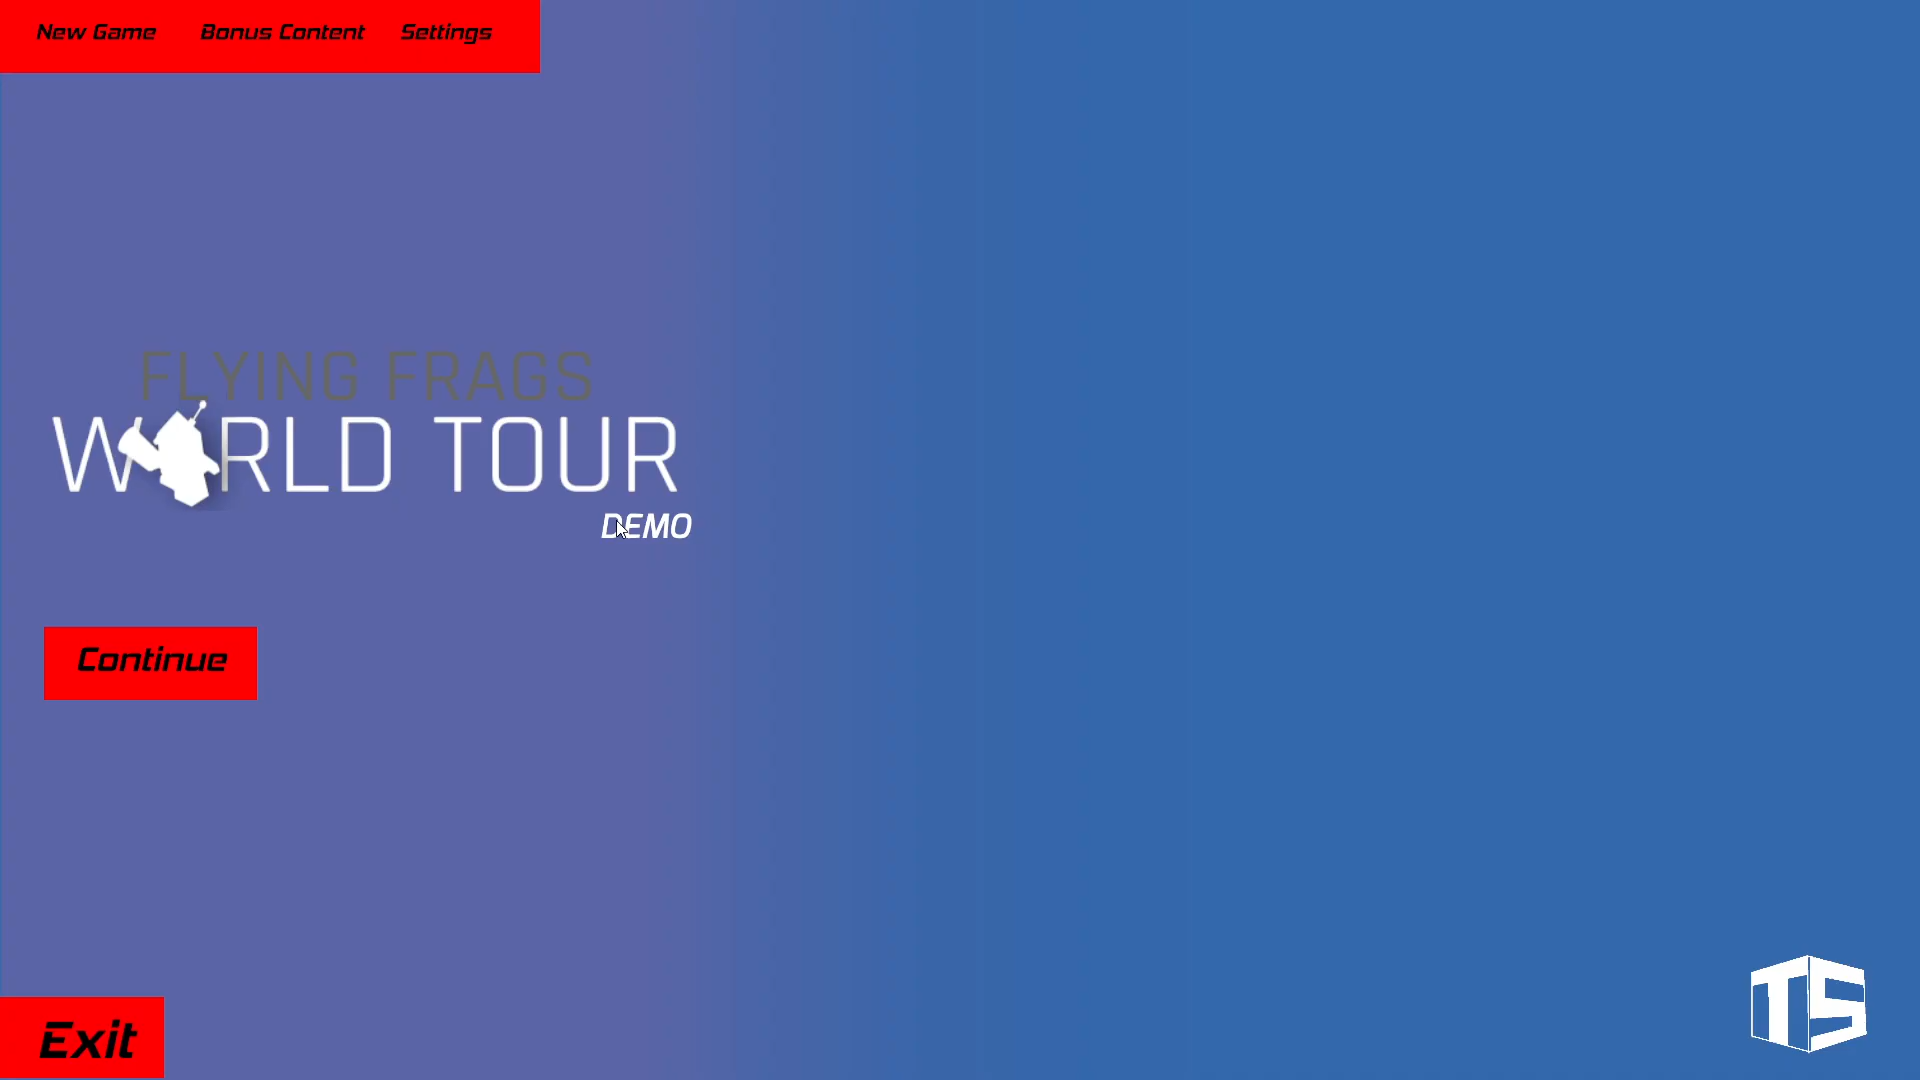 New Game Bonus Content Settings
FLYING FRAGS
WORLD TOUR
DEMO
Continue
Exit
TS